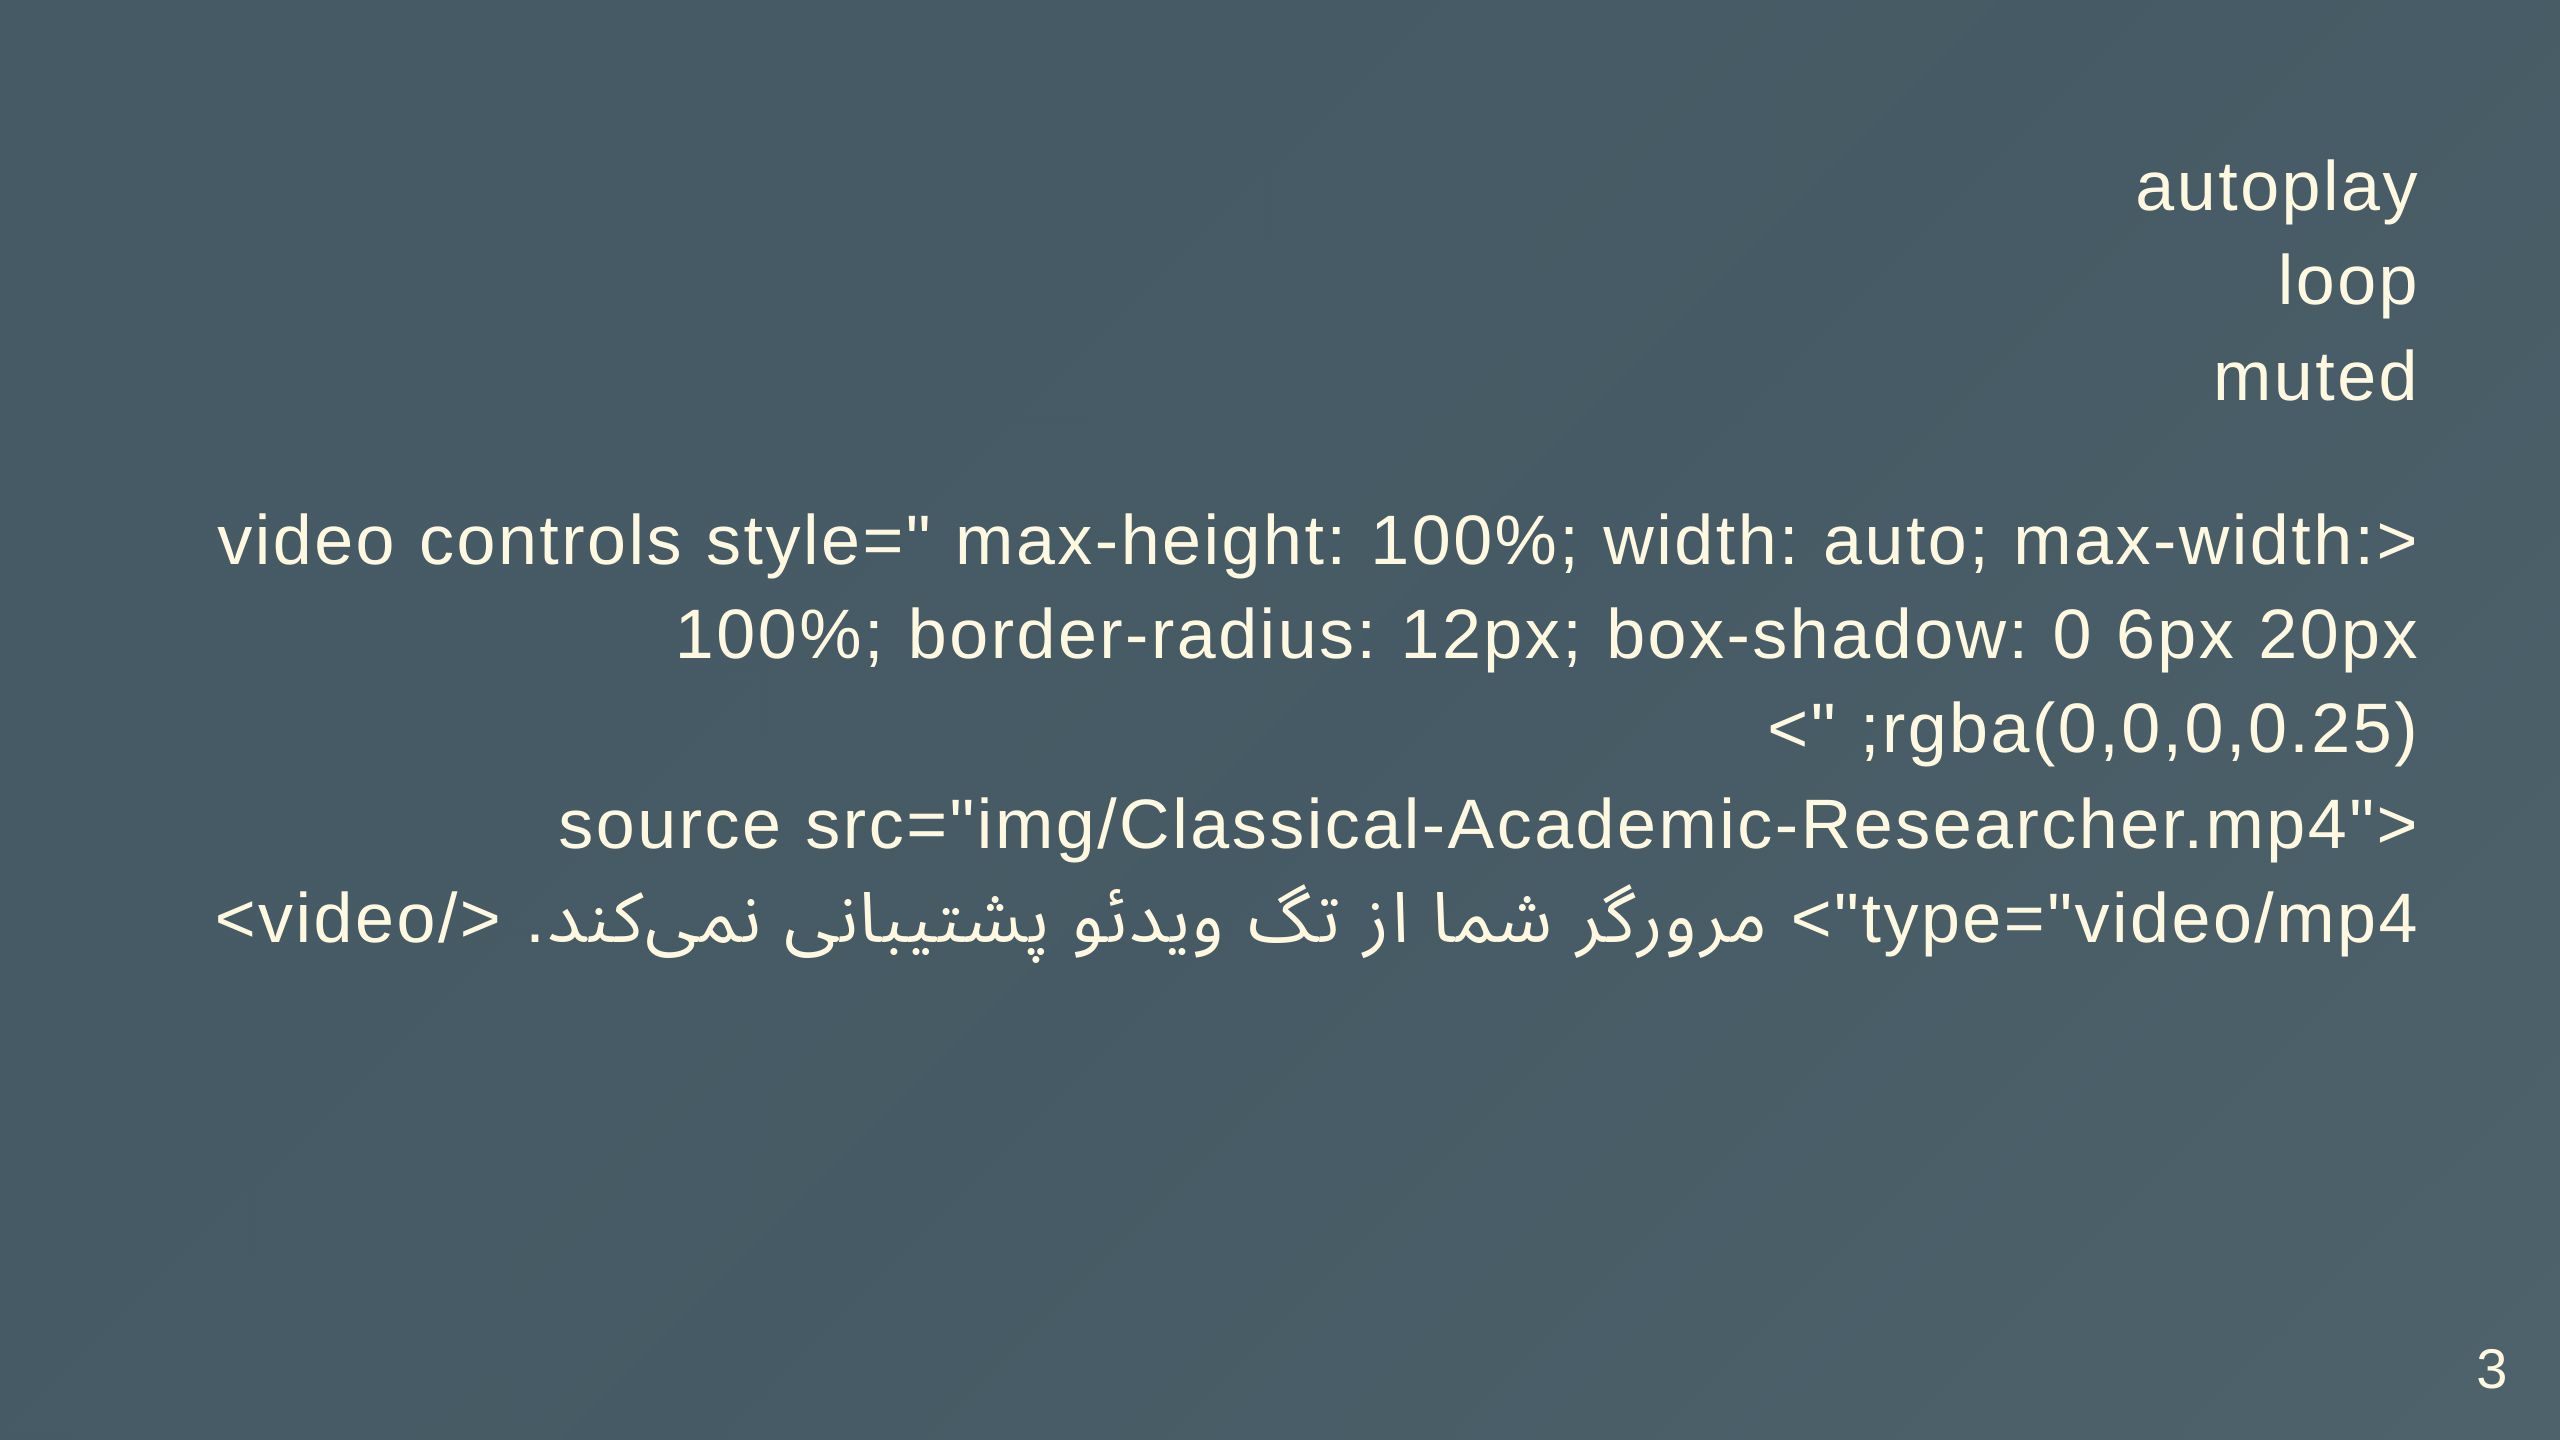 autoplay
loop
muted
<video controls style=" max-height: 100%; width: auto; max-width:
100%; border-radius: 12px; box-shadow: 0 6px 20px
rgba(0,0,0,0.25); ">
<source src="img/Classical-Academic-Researcher.mp4"
type="video/mp4"> مرورگر شما از تگ ویدئو پشتیبانی نمی‌کند. </video>
3